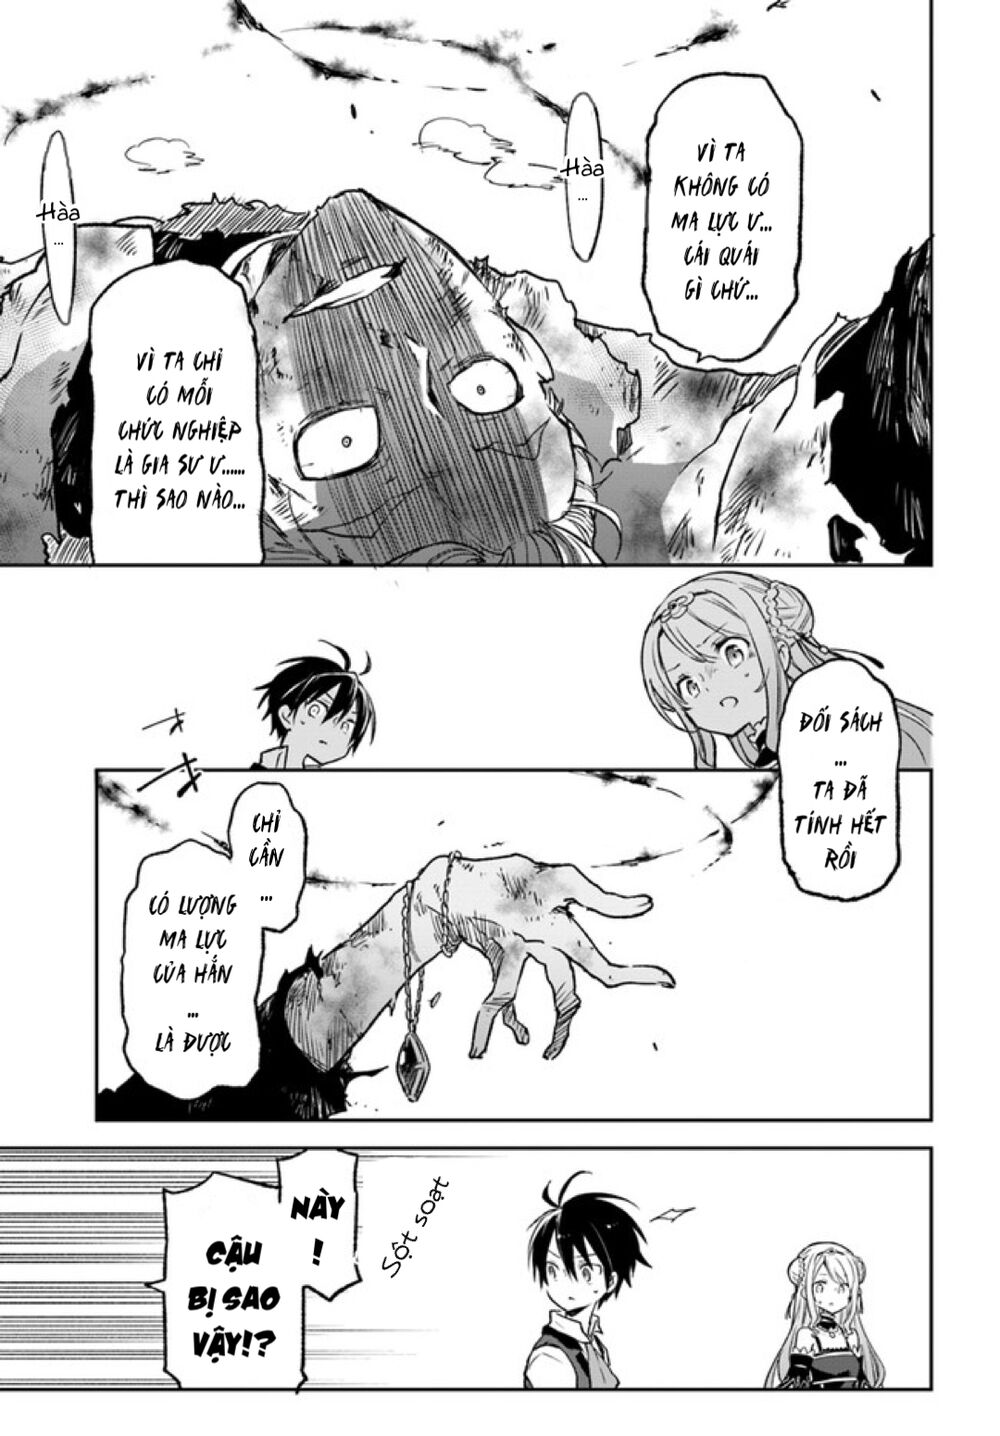 VÌ TA
KHÔNG CÓ
MA LỰC Ư...
CÁI QUÁI
GÌ CHỨ...
Hàa
...
Hàa
...
VÌ TA CHỈ
CÓ MỖI
CHỨC NGHIỆP
LÀ GIA SƯ Ư......
THÌ SAO NÀO...
ĐỐI SÁCH
...
TA ĐÃ
TÍNH HẾT
RỒI
CHỈ
CẦN
...
CÓ LƯỢNG
MA LỰC
CỦA HẮN
...
LÀ ĐƯỢC
Sột soạt
NÀY
!
CẬU
BỊ SAO
VẬY!?